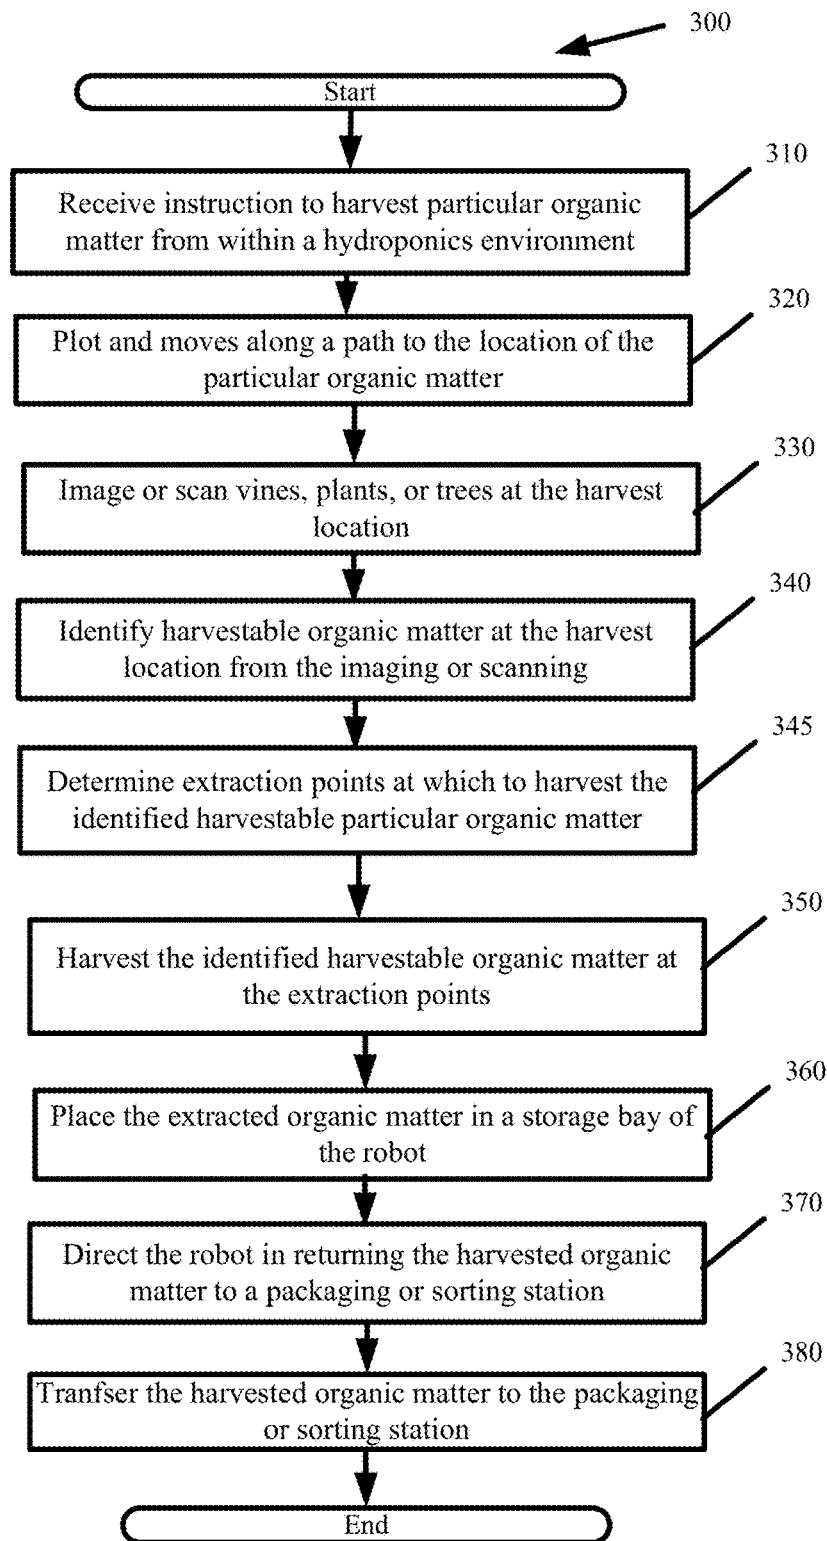 300
Start
310
Receive instruction to harvest particular organic
matter from within a hydroponics environment
320
Plot and moves along a path to the location of the
particular organic matter
330
Image or scan vines, plants, or trees at the harvest
location
340
Identify harvestable organic matter at the harvest
location from the imaging or scanning
345
Determine extraction points at which to harvest the
identified harvestable particular organic matter
350
Harvest the identified harvestable organic matter at
the extraction points
360
Place the extracted organic matter in a storage bay of
the robot
370
Direct the robot in returning the harvested organic
matter to a packaging or sorting station
380
Tranfser the harvested organic matter to the packaging
or sorting station
End